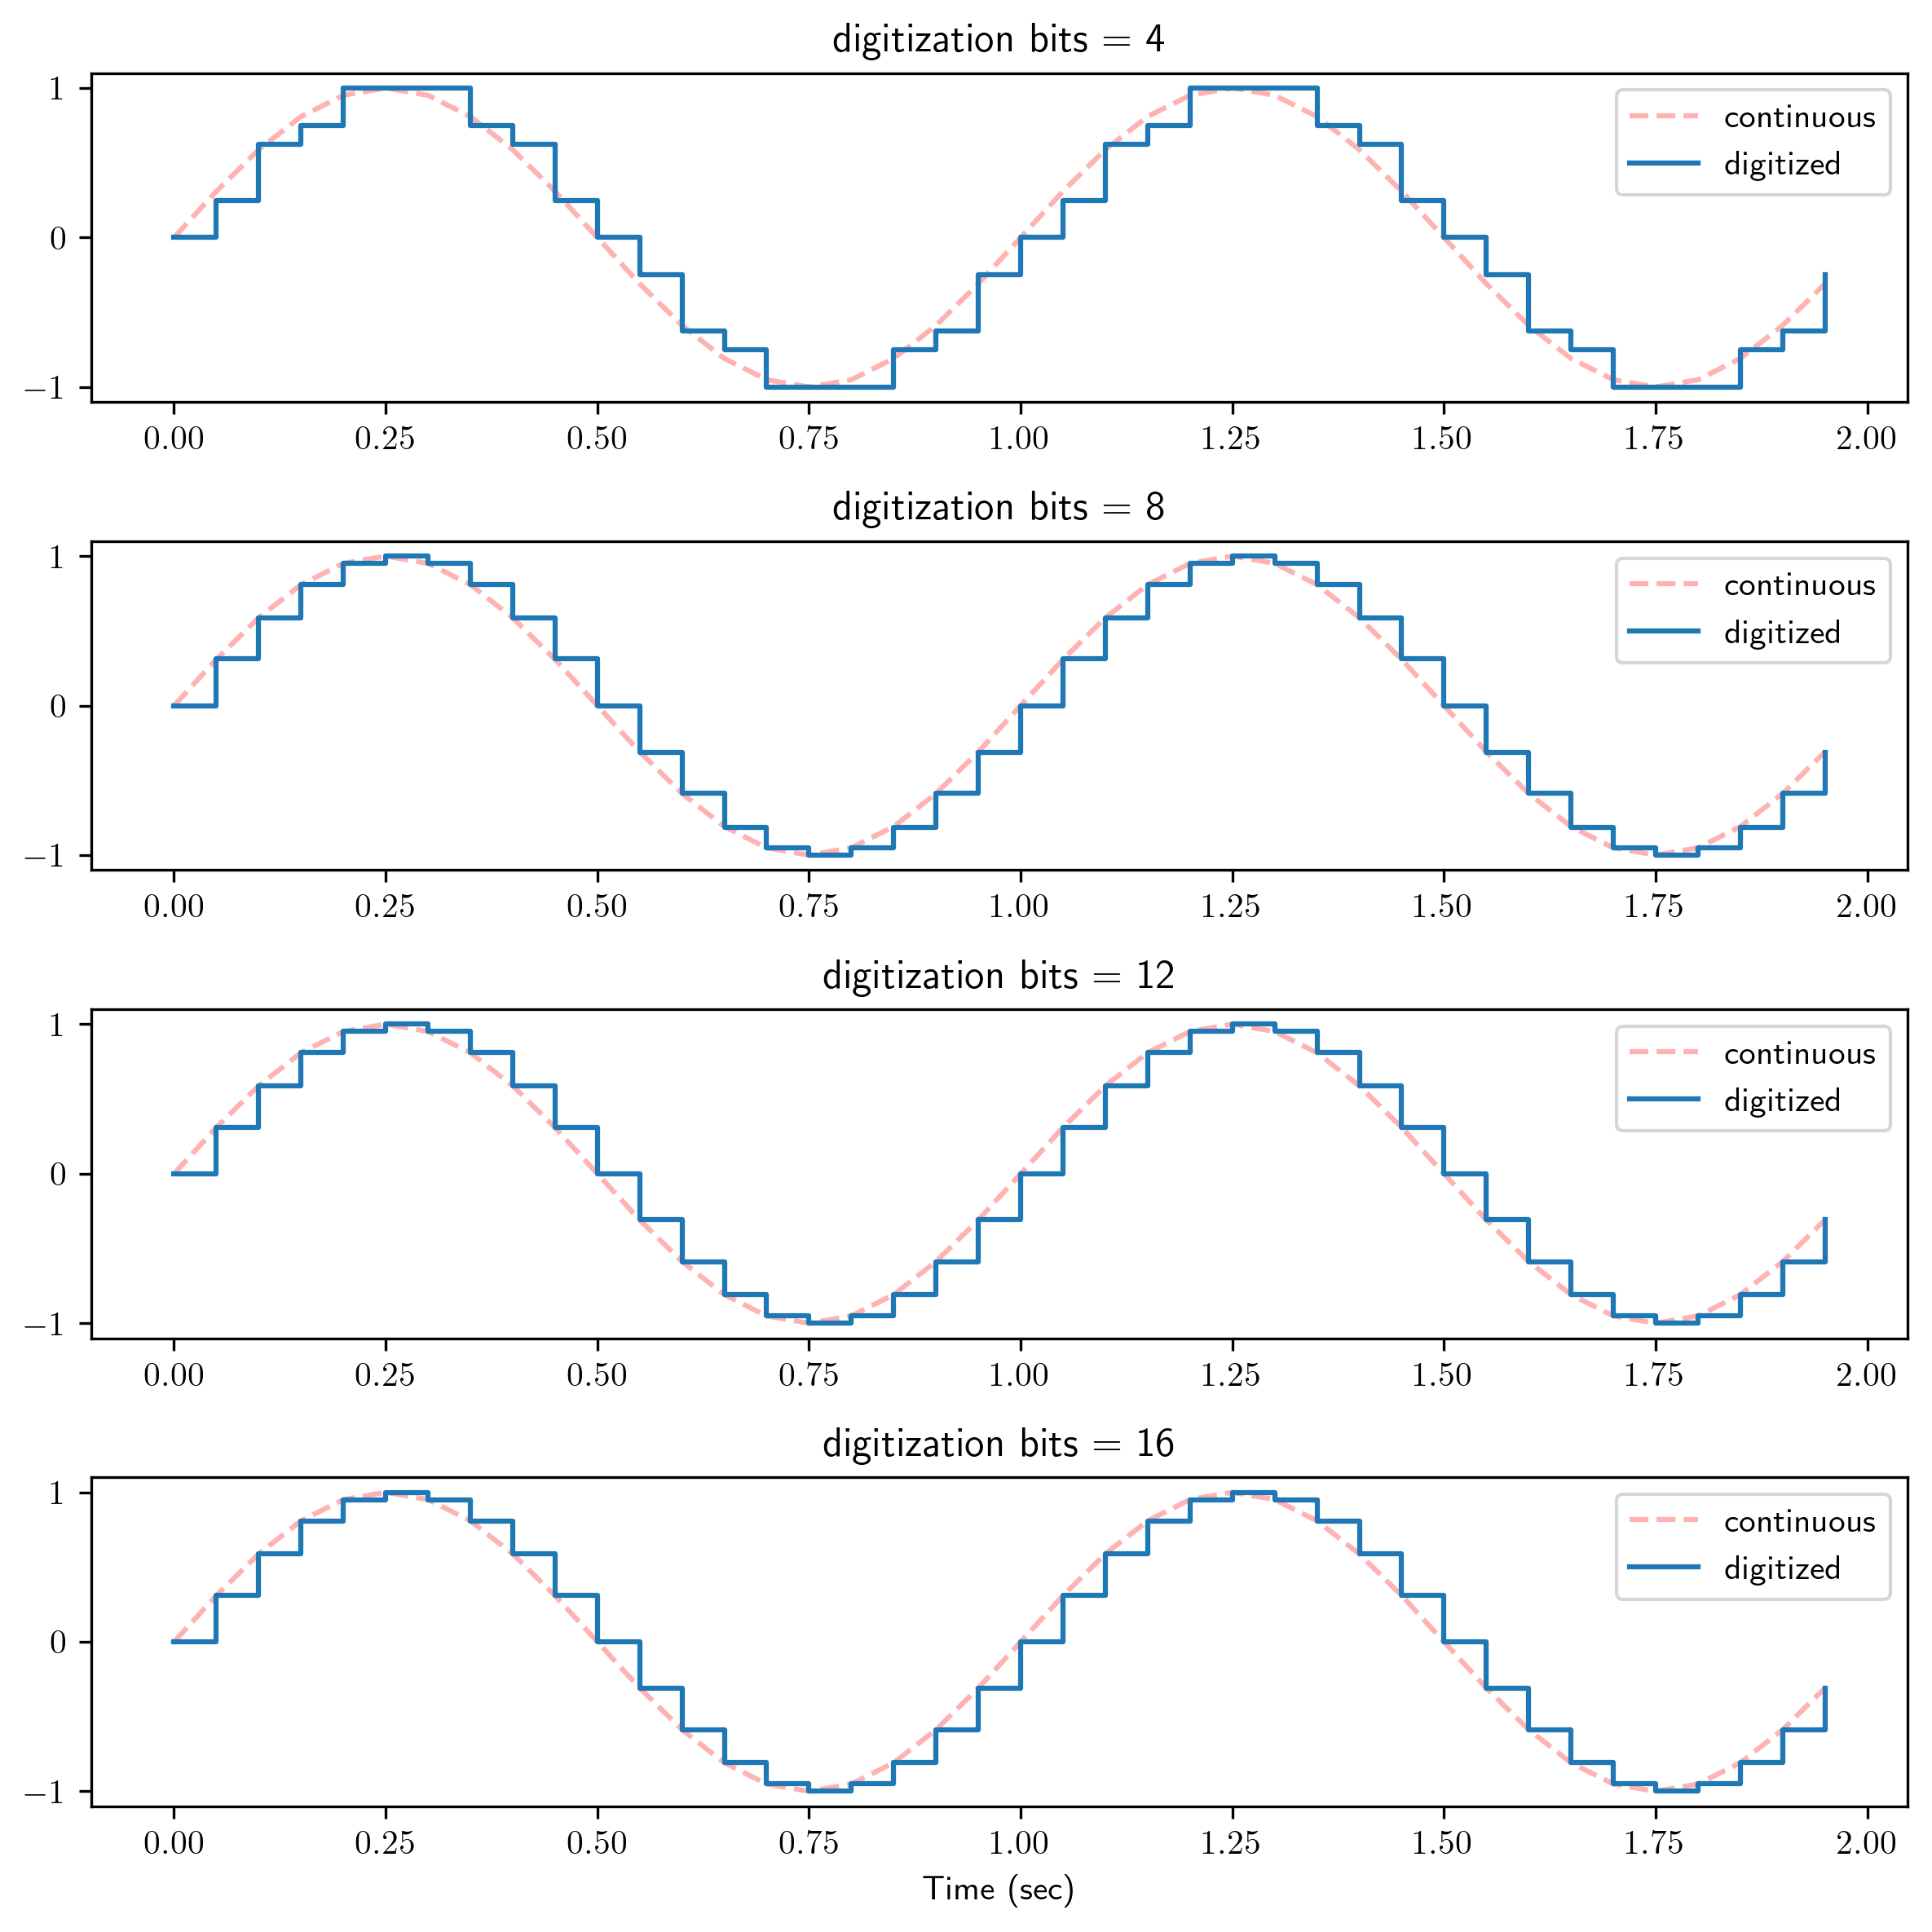 digitization bits = 4
1
0
−1
continuous
digitized
0.00 0.25 0.50 0.75 1.00 1.25 1.50 1.75 2.00
digitization bits = 8
1
0
−1
continuous
digitized
0.00 0.25 0.50 0.75 1.00 1.25 1.50 1.75 2.00
digitization bits = 12
1
0
−1
continuous
digitized
0.00 0.25 0.50 0.75 1.00 1.25 1.50 1.75 2.00
digitization bits = 16
1
0
−1
continuous
digitized
0.00 0.25 0.50 0.75 1.00 1.25 1.50 1.75 2.00
Time (sec)